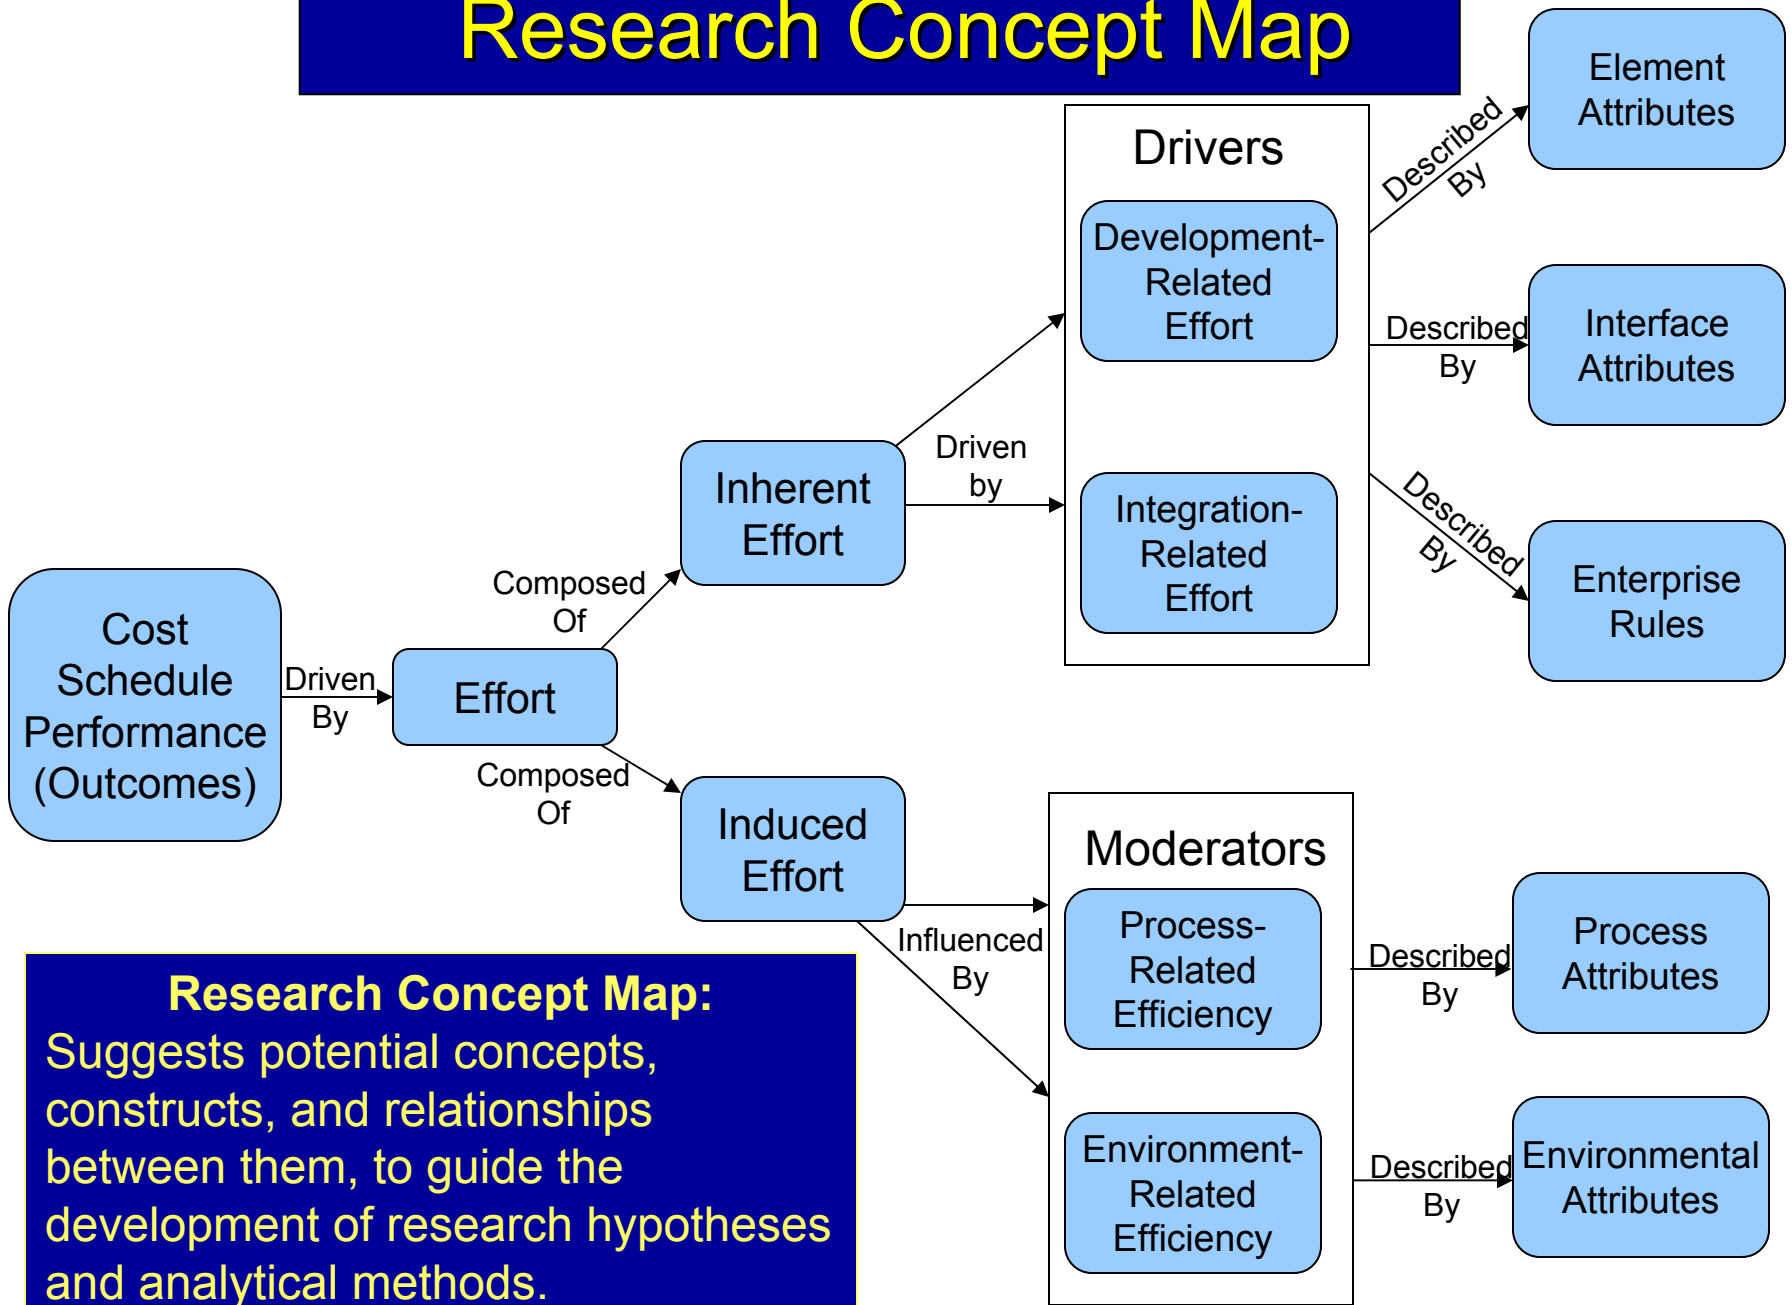 Research Concept Map
Element
Attributes
Drivers
Described
By
Development-
Related
Effort
Described
By
Interface
Attributes
Driven
by
Inherent
Effort
Integration-
Related
Effort
Described
By
Enterprise
Rules
Composed
Of
Cost
Schedule
Performance
(Outcomes)
Driven
By
Effort
Composed
Of
Induced
Effort
Moderators
Influenced
By
Process-
Related
Efficiency
Described
By
Process
Attributes
Environment-
Related
Efficiency
Described
By
Environmental
Attributes
Research Concept Map:
Suggests potential concepts,
constructs, and relationships
between them, to guide the
development of research hypotheses
and analytical methods.